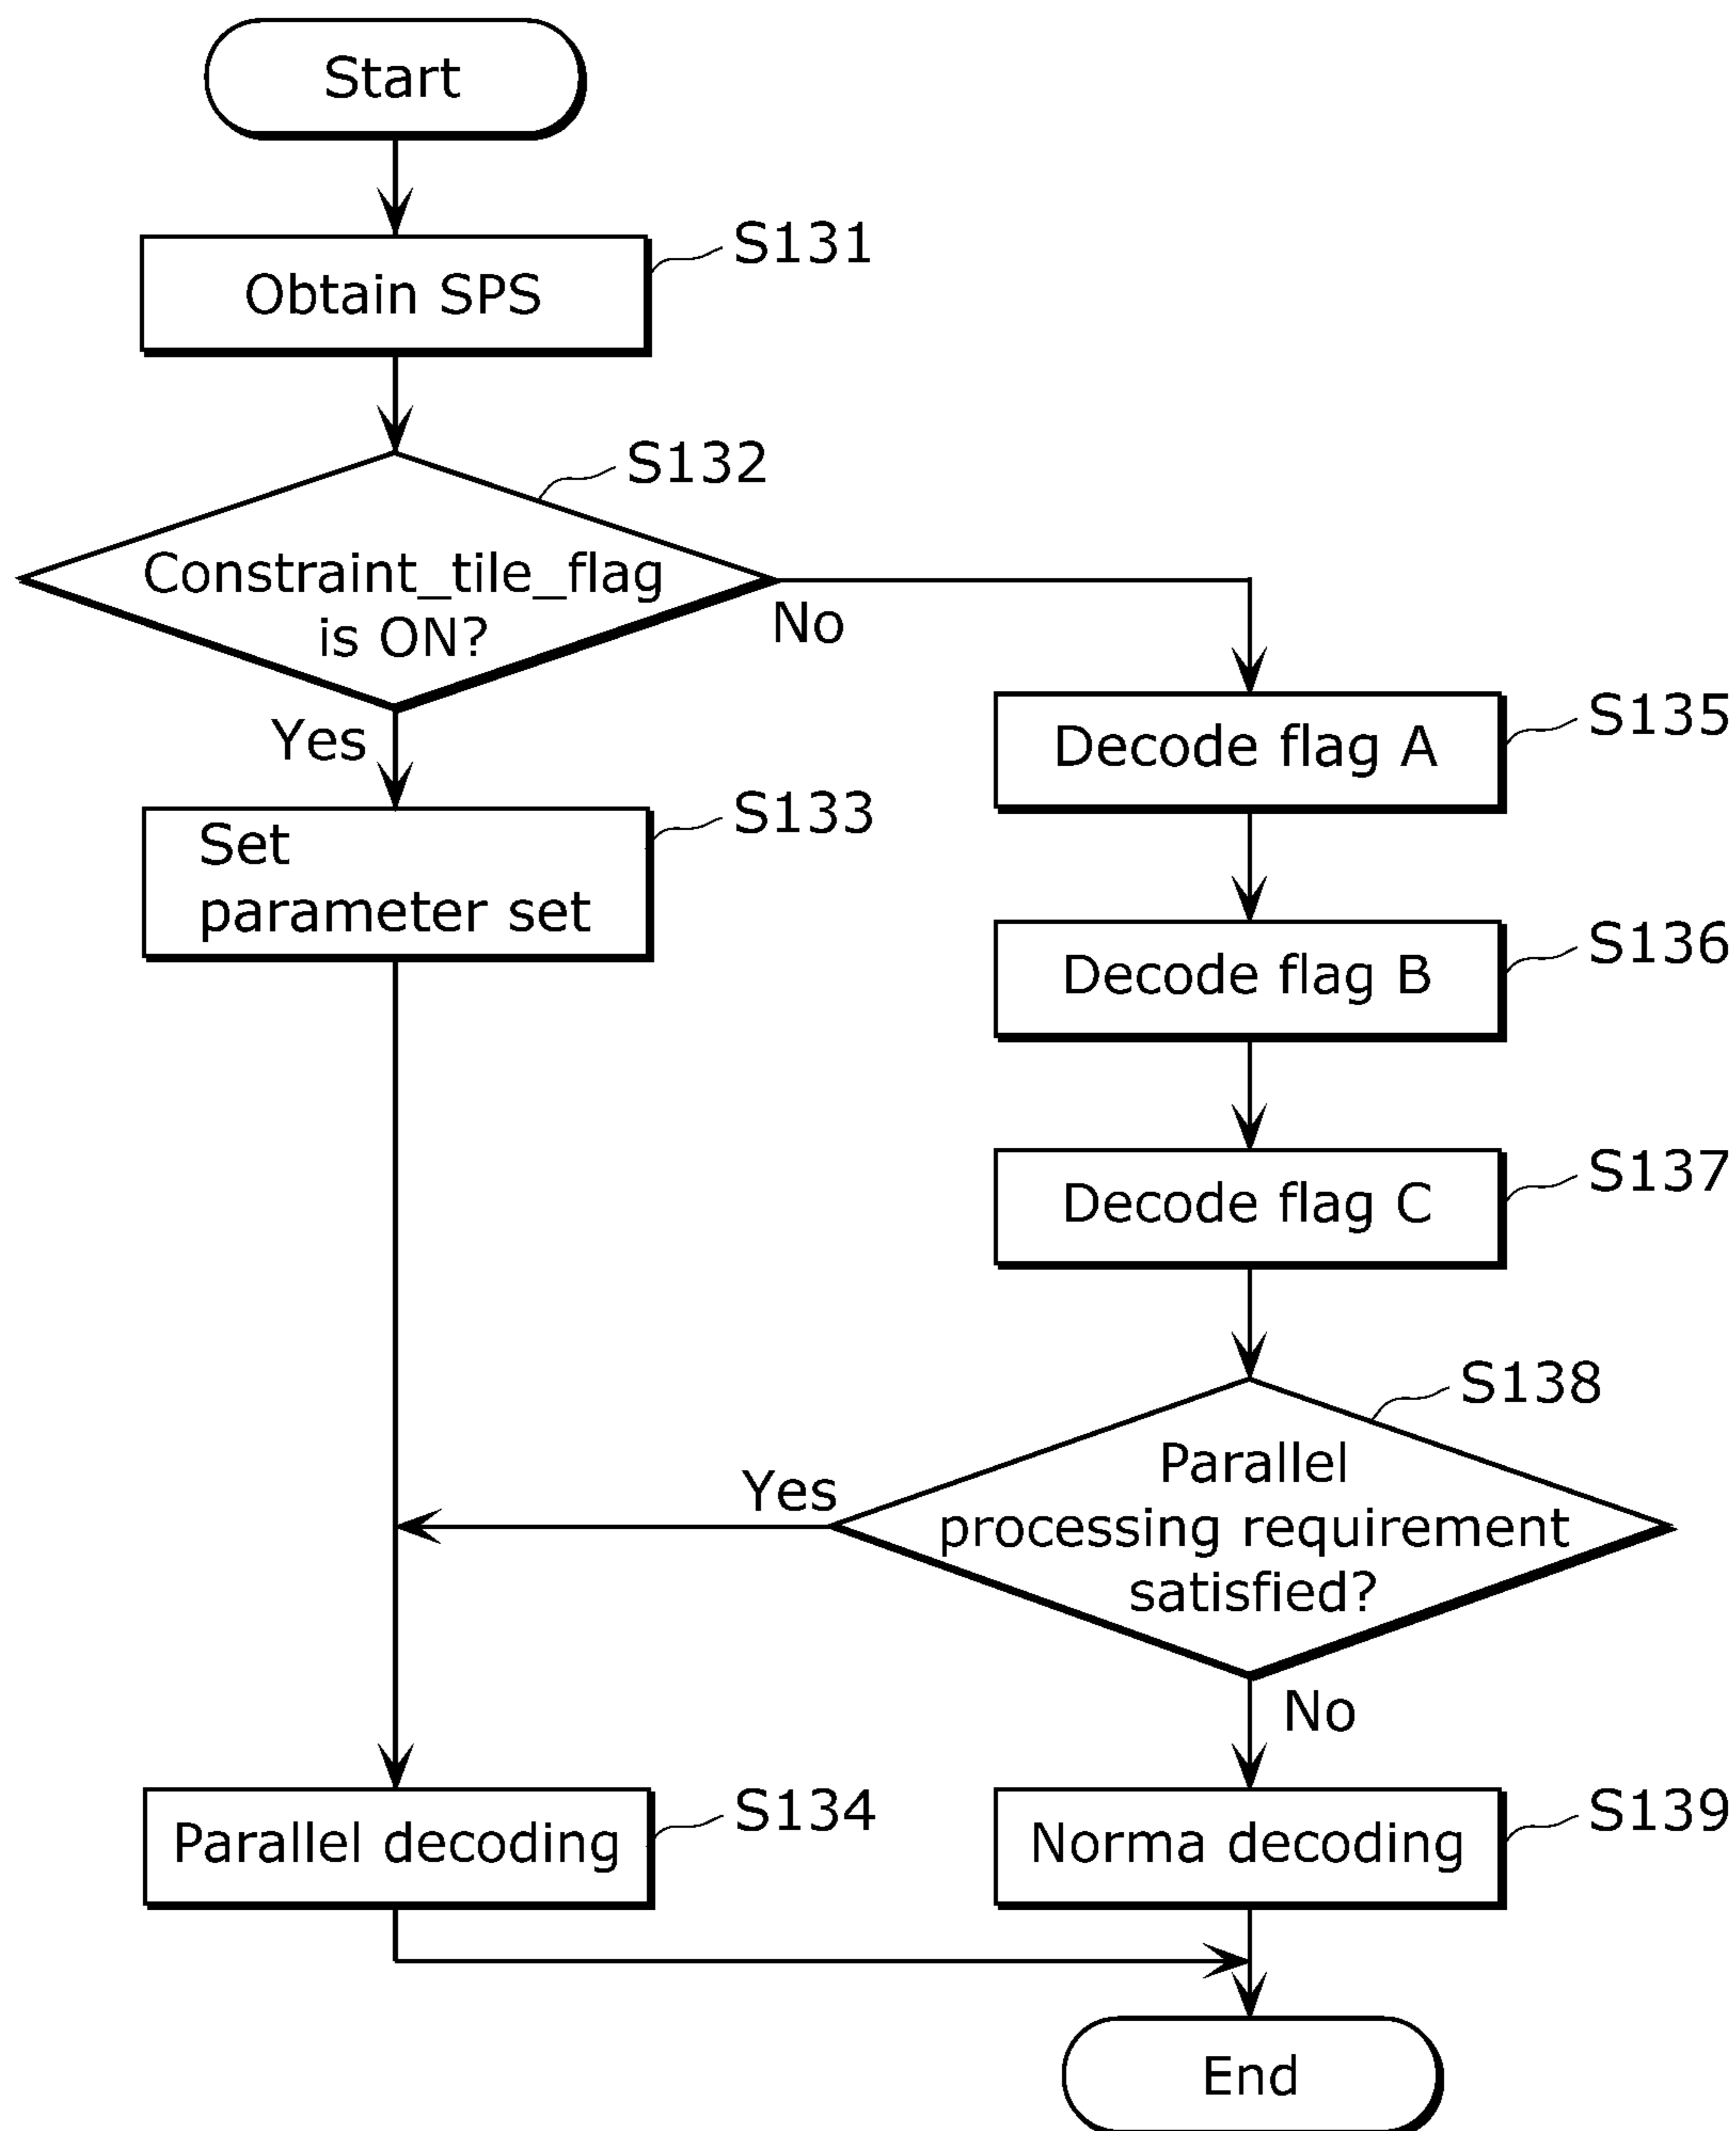 Start
S131
Obtain SPS
S132
Constraint_tile_flag
is ON?
No
Yes
S133
Set
parameter set
S135
Decode flag A
S136
Decode flag B
S137
Decode flag C
S138
Parallel
processing requirement
satisfied?
Yes
No
S134
Parallel decoding
S139
Norma decoding
End